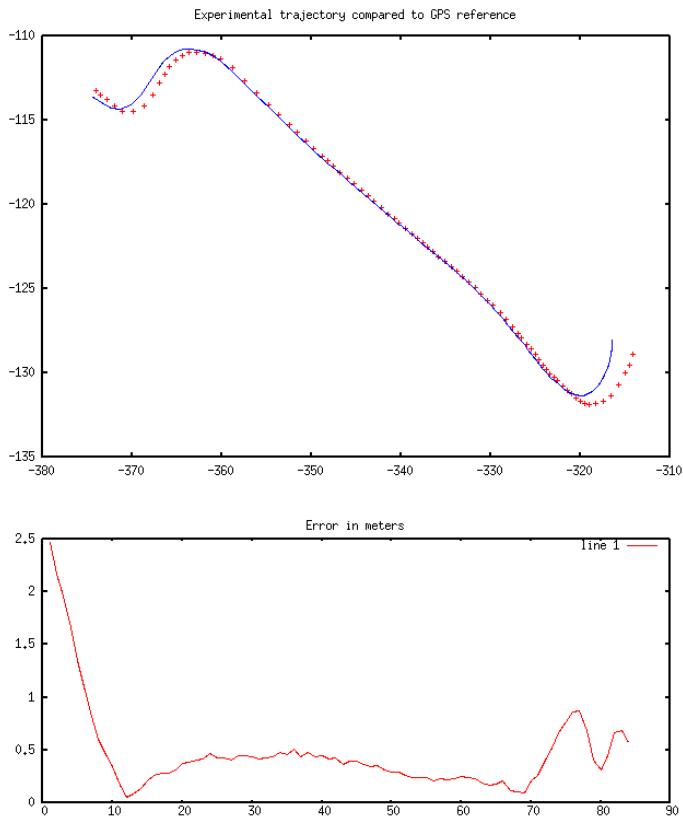 Experimental trajectory compared to GPS reference
-110
-115
-120
-125
-130
-135
-380 -370 -360 -350 -340 -330 -320 -310
Error in meters
line 1
2.5
2
1.5
1
0.5
0
0 10 20 30 40 50 60 70 80 90